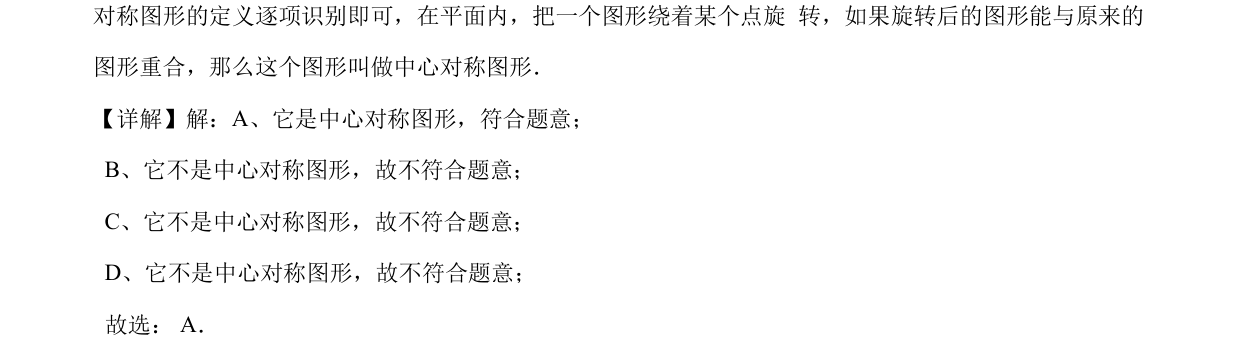 对称图形的定义逐项识别即可，在平面内，把一个图形绕着某个点旋 转，如果旋转后的图形能与原来的
图形重合，那么这个图形叫做中心对称图形．
【详解】解：A、它是中心对称图形，符合题意；
B、它不是中心对称图形，故不符合题意；
C、它不是中心对称图形，故不符合题意；
D、它不是中心对称图形，故不符合题意；
故选： A．